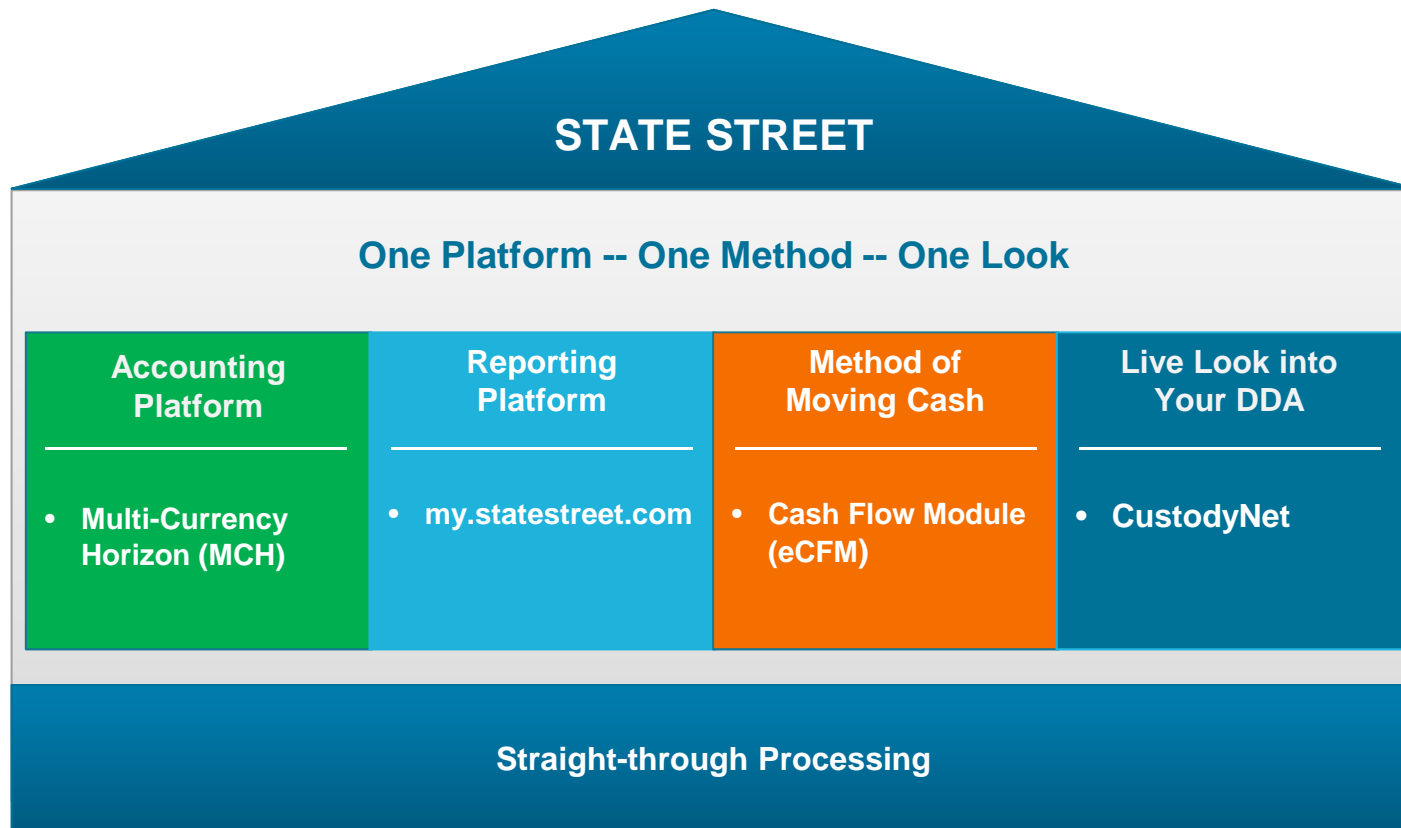 STATE STREET
One Platform -- One Method -- One Look
Accounting
Platform
• Multi-Currency
Horizon (MCH)
Reporting
Platform
• my.statestreet.com
Method of
Moving Cash
• Cash Flow Module
(eCFM)
Live Look into
Your DDA
• CustodyNet
Straight-through Processing